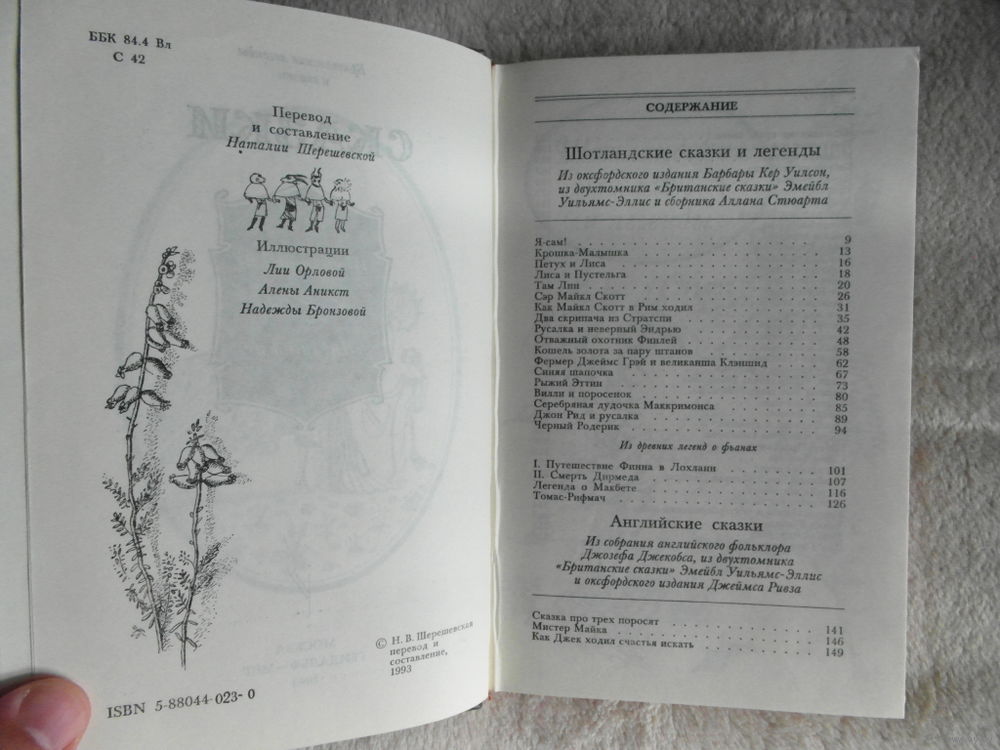 ББК 84.4 Вл
С 42
Перевод
и составление
Наталии Шерешевской
Иллюстрации
Лии Орловой
Алены Аникст
Надежды Бронзовой
© Н. В. Шерешевская
перевод и
составление,
1993
ISBN 5-88044-023-0
СОДЕРЖАНИЕ
Шотландские сказки и легенды
Из оксфордского издания Барбары Кер Уилсон,
из двухтомника «Британские сказки» Эмейбл
Уильямс-Эллис и сборника Аллана Стюарта
Я-сам! . . . . . . . . . . . . . . 9
Крошка-Малышка . . . . . . . . . . . . 13
Петух и Лиса . . . . . . . . . . . . 16
Лиса и Пустельга . . . . . . . . . . . . 18
Там Лин . . . . . . . . . . . . 20
Сэр Майкл Скотт . . . . . . . . . . . . 26
Как Майкл Скотт в Рим ходил . . . . . . . . 31
Два скрипача из Стратспи . . . . . . . . 35
Русалка и неверный Эндрью . . . . . . . . 42
Отважный охотник Финлей . . . . . . . . 48
Кошель золота за пару штанов . . . . . . . . 58
Фермер Джеймс Грэй и великанша Клэншид . . . . 62
Синяя шапочка . . . . . . . . . . . . 67
Рыжий Эттин . . . . . . . . . . . . 73
Вилли и поросенок . . . . . . . . . . . . 80
Серебряная дудочка Маккримонса . . . . . . . . 85
Джон Рид и русалка . . . . . . . . . . . . 89
Черный Родерик . . . . . . . . . . . . 94
Из древних легенд о фьанах
I. Путешествие Финна в Лохланн . . . . . . . . 101
II. Смерть Дирмеда . . . . . . . . . . . . 107
Легенда о Макбете . . . . . . . . . . . . 116
Томас-Рифмач . . . . . . . . . . . . 126
Английские сказки
Из собрания английского фольклора
Джозефа Джекобса, из двухтомника
«Британские сказки» Эмейбл Уильямс-Эллис
и оксфордского издания Джеймса Ривза
Сказка про трех поросят . . . . . . . . 141
Мистер Майка . . . . . . . . . . . . 146
Как Джек ходил счастья искать . . . . . . . . 149